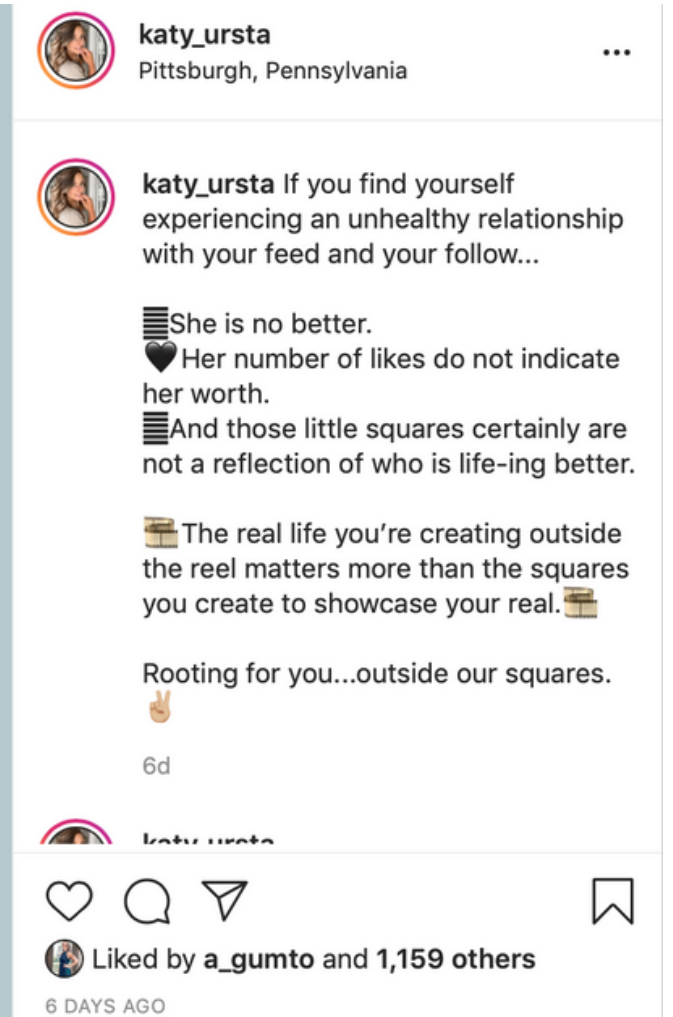 katy_ursta
Pittsburgh, Pennsylvania
katy_ursta If you find yourself
experiencing an unhealthy relationship
with your feed and your follow...
She is no better.
🖤Her number of likes do not indicate
her worth.
And those little squares certainly are
not a reflection of who is life-ing better.
🎞️The real life you’re creating outside
the reel matters more than the squares
you create to showcase your real.🎞️
Rooting for you...outside our squares.
✌🏼
6d
katy_ursta
Liked by a_gumto and 1,159 others
6 DAYS AGO